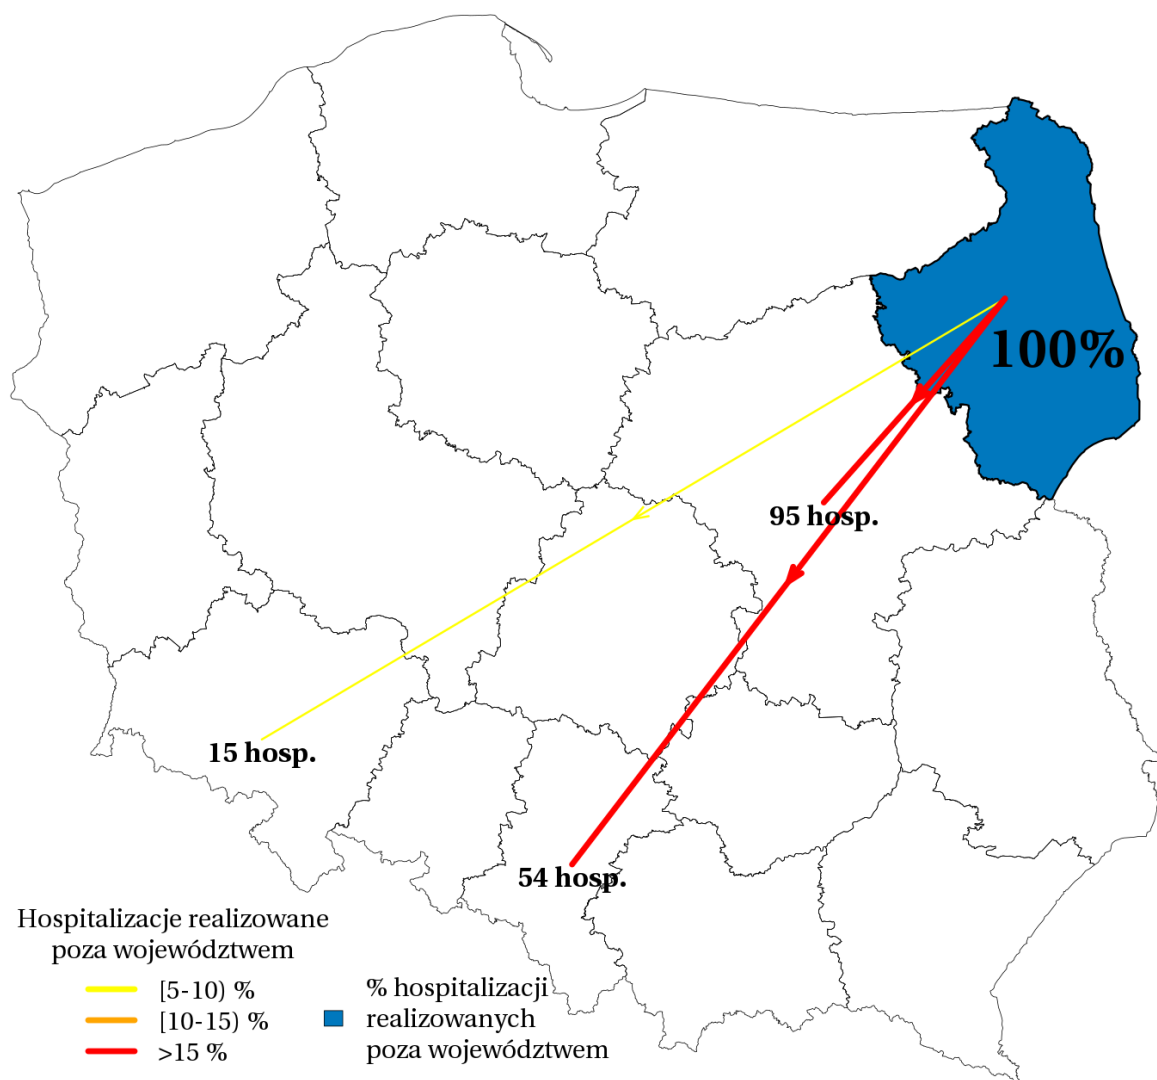 100%
95 hosp.
15 hosp.
54 hosp.
Hospitalizacje realizowane
poza województwem
[5-10) %
[10-15) %
>15 %
% hospitalizacji
realizowanych
poza województwem